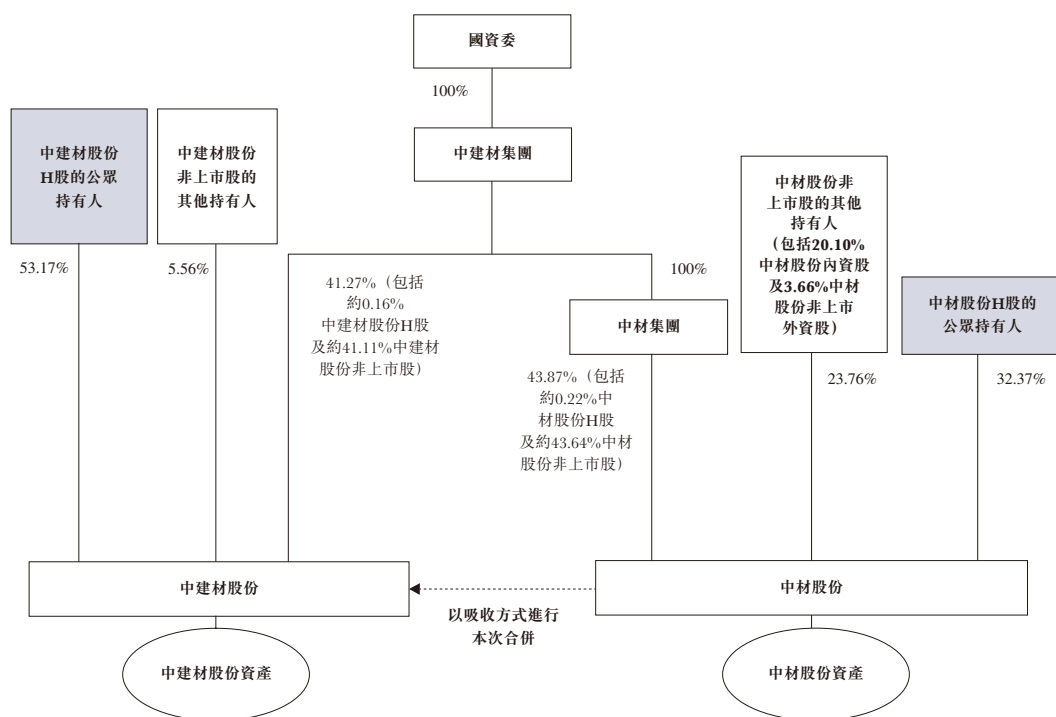 國資委
100%
中建材集團
中建材股份
H股的公眾
持有人
中建材股份
非上市股的
其他持有人
中材股份非
上市股的其他
持有人
(包括20.10%
中材股份內資股
及3.66%中材
股份非上市
外資股)
中材股份H股的
公眾持有人
53.17%
5.56%
41.27%(包括
約0.16%
中建材股份H股
及約41.11%中建材
股份非上市股)
100%
中材集團
43.87%(包括
約0.22%中
材股份H股
及約43.64%中材
股份非上市股)
23.76%
32.37%
中建材股份
中材股份
以吸收方式進行
本次合併
中建材股份資產
中材股份資產